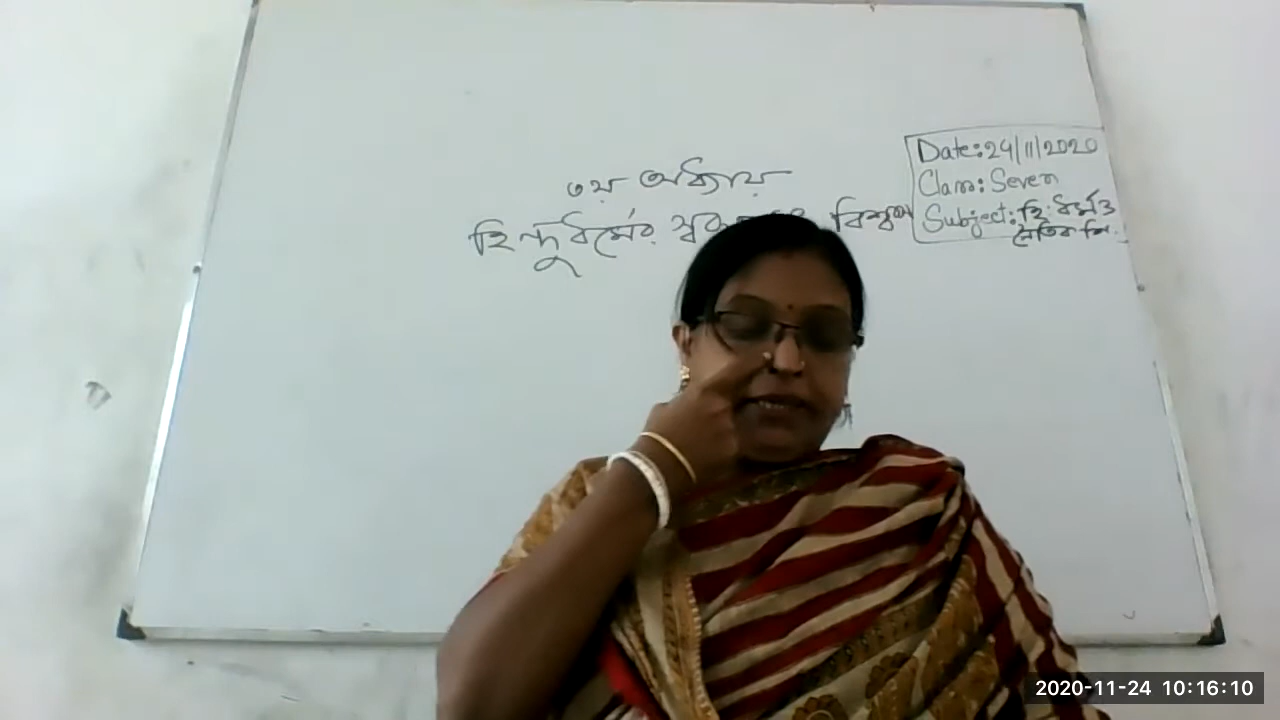 ৩য় অধ্যায়
হিন্দুধর্মের বিশ্বাস
Date: 24/11/2020
Class: Seven
Subject: হি. ধর্ম ও
নৈতিক শি.
2020-11-24 10:16:10